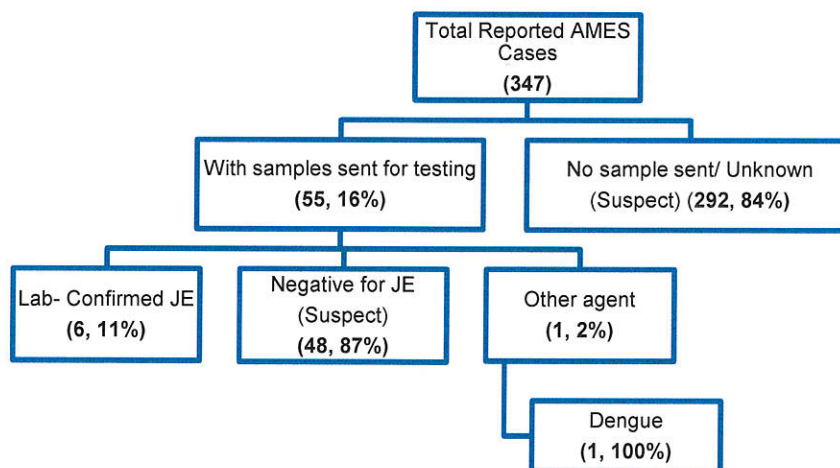 Total Reported AMES
Cases
(347)
With samples sent for testing
(55, 16%)
No sample sent/ Unknown
(Suspect) (292, 84%)
Lab- Confirmed JE
(6, 11%)
Negative for JE
(Suspect)
(48, 87%)
Other agent
(1, 2%)
Dengue
(1, 100%)